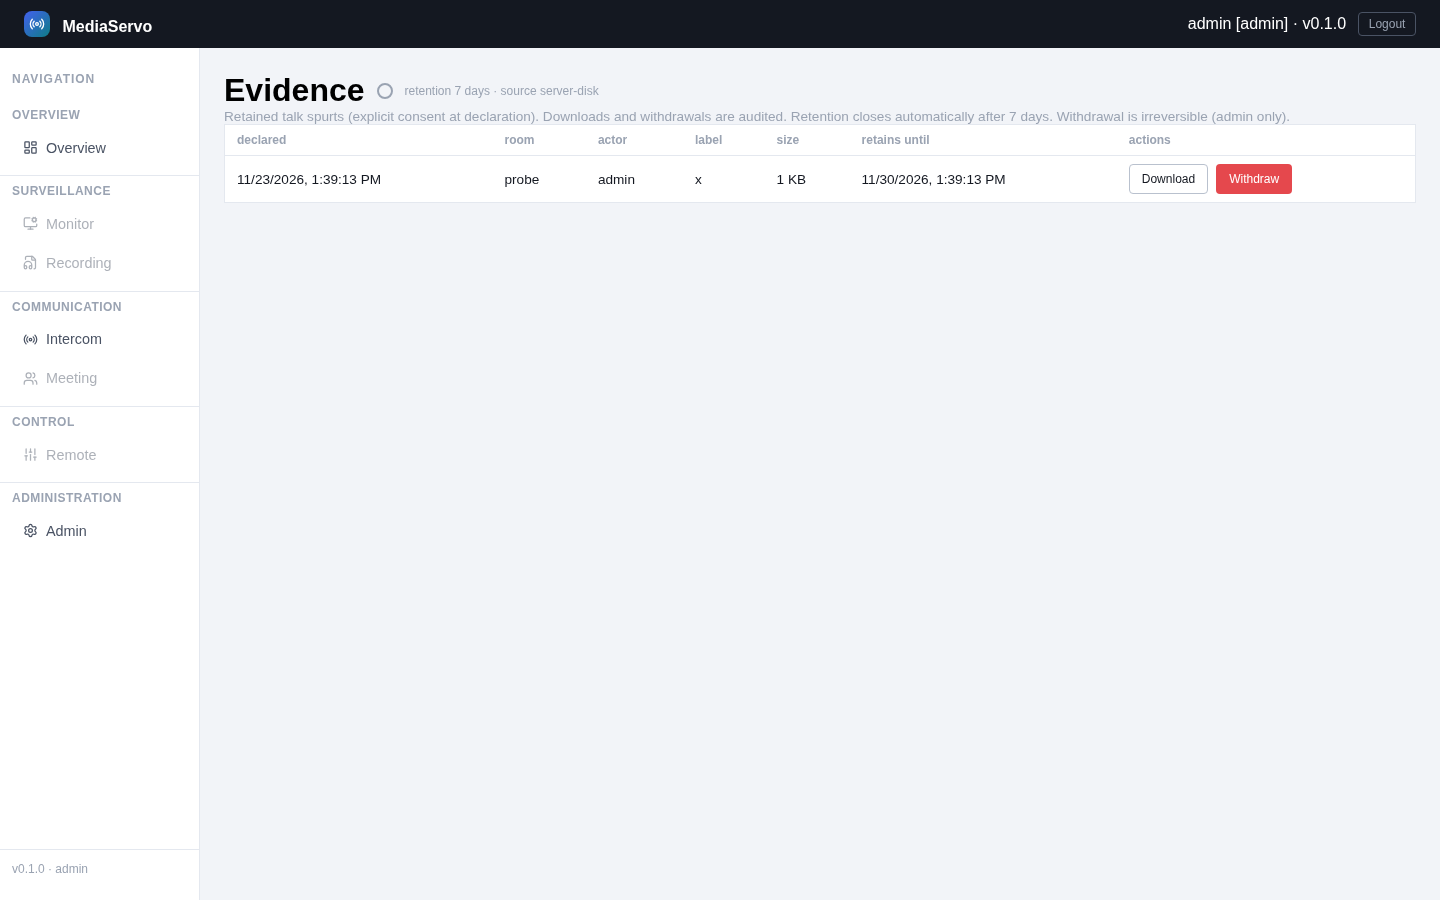 MediaServo
admin [admin] · v0.1.0
Logout
NAVIGATION
OVERVIEW
Overview
SURVEILLANCE
Monitor
Recording
COMMUNICATION
Intercom
Meeting
CONTROL
Remote
ADMINISTRATION
Admin
v0.1.0 · admin
Evidence
retention 7 days · source server-disk
Retained talk spurts (explicit consent at declaration). Downloads and withdrawals are audited. Retention closes automatically after 7 days. Withdrawal is irreversible (admin only).
declared room actor label size retains until actions
11/23/2026, 1:39:13 PM probe admin x 1 KB 11/30/2026, 1:39:13 PM Download Withdraw